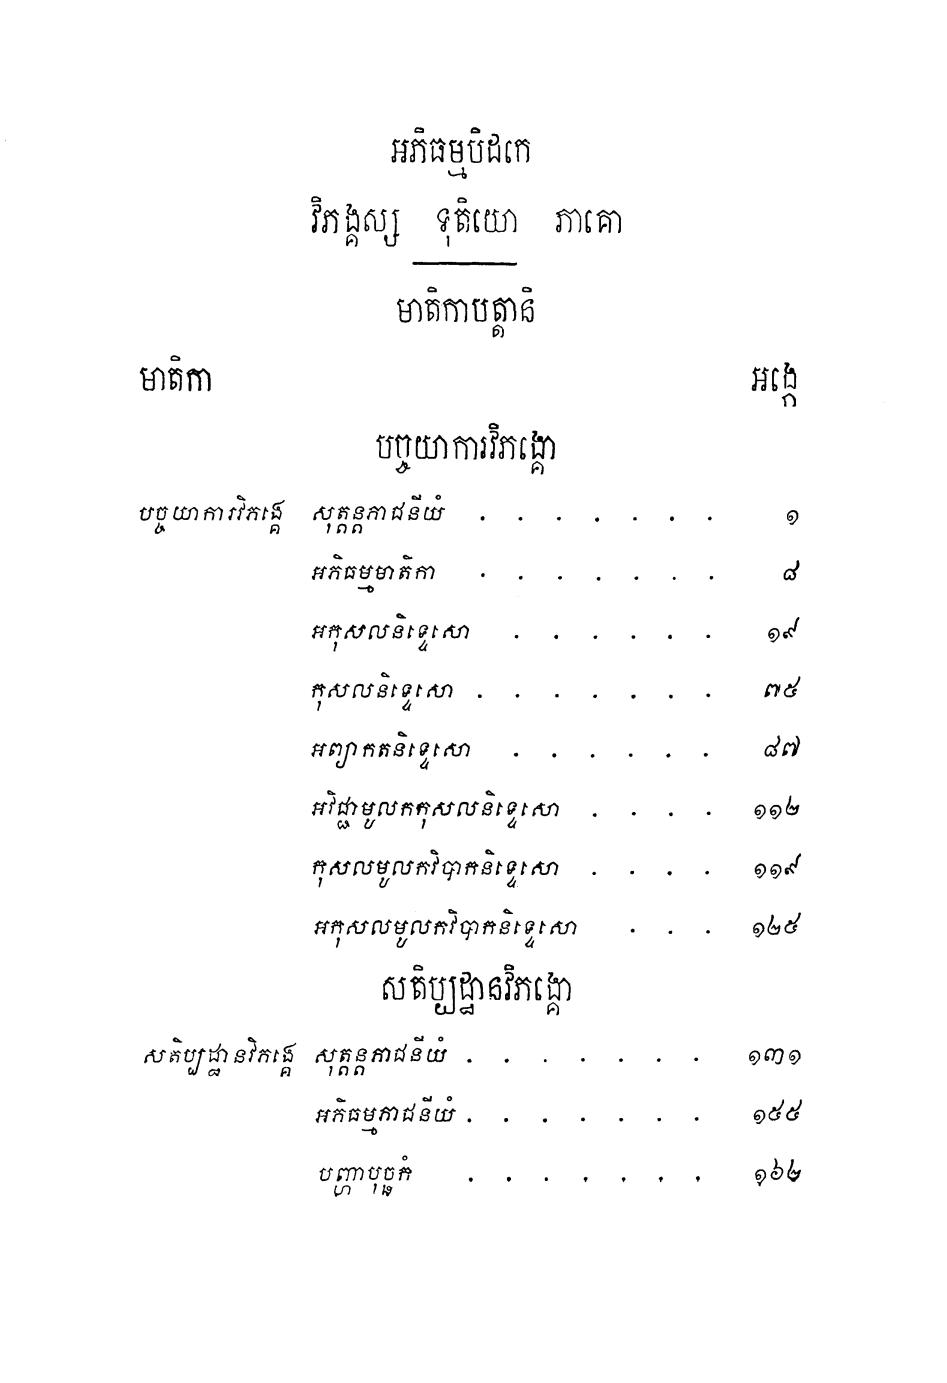 អភិធម្មបិដកេ
វិភង្គស្ស ទុតិយោ ភាគោ
មាតិកាបត្តានិ
មាតិកា អង្កេ
បច្ចយាការវិភង្គោ
បច្ចយាការវិភង្គេ សុត្តន្តភាជនីយំ . . . . . . . ១
អភិធម្មមាតិកា . . . . . . . ៨
អកុសលនិទ្ទេសោ . . . . . . ១៩
កុសលនិទ្ទេសោ . . . . . . . ៧៥
អព្យាកតនិទ្ទេសោ . . . . . . ៨៧
អវិជ្ជាមូលកកុសលនិទ្ទេសោ . . . . ១១២
កុសលមូលកវិបាកនិទ្ទេសោ . . . . ១១៩
អកុសលមូលកវិបាកនិទ្ទេសោ . . . ១២៥
សតិប្បដ្ឋានវិភង្គោ
សតិប្បដ្ឋានវិភង្គេ សុត្តន្តភាជនីយំ . . . . . . . ១៣១
អភិធម្មភាជនីយំ . . . . . . . ១៥៥
បញ្ហាបុច្ឆកំ . . . . . . . ១៦២